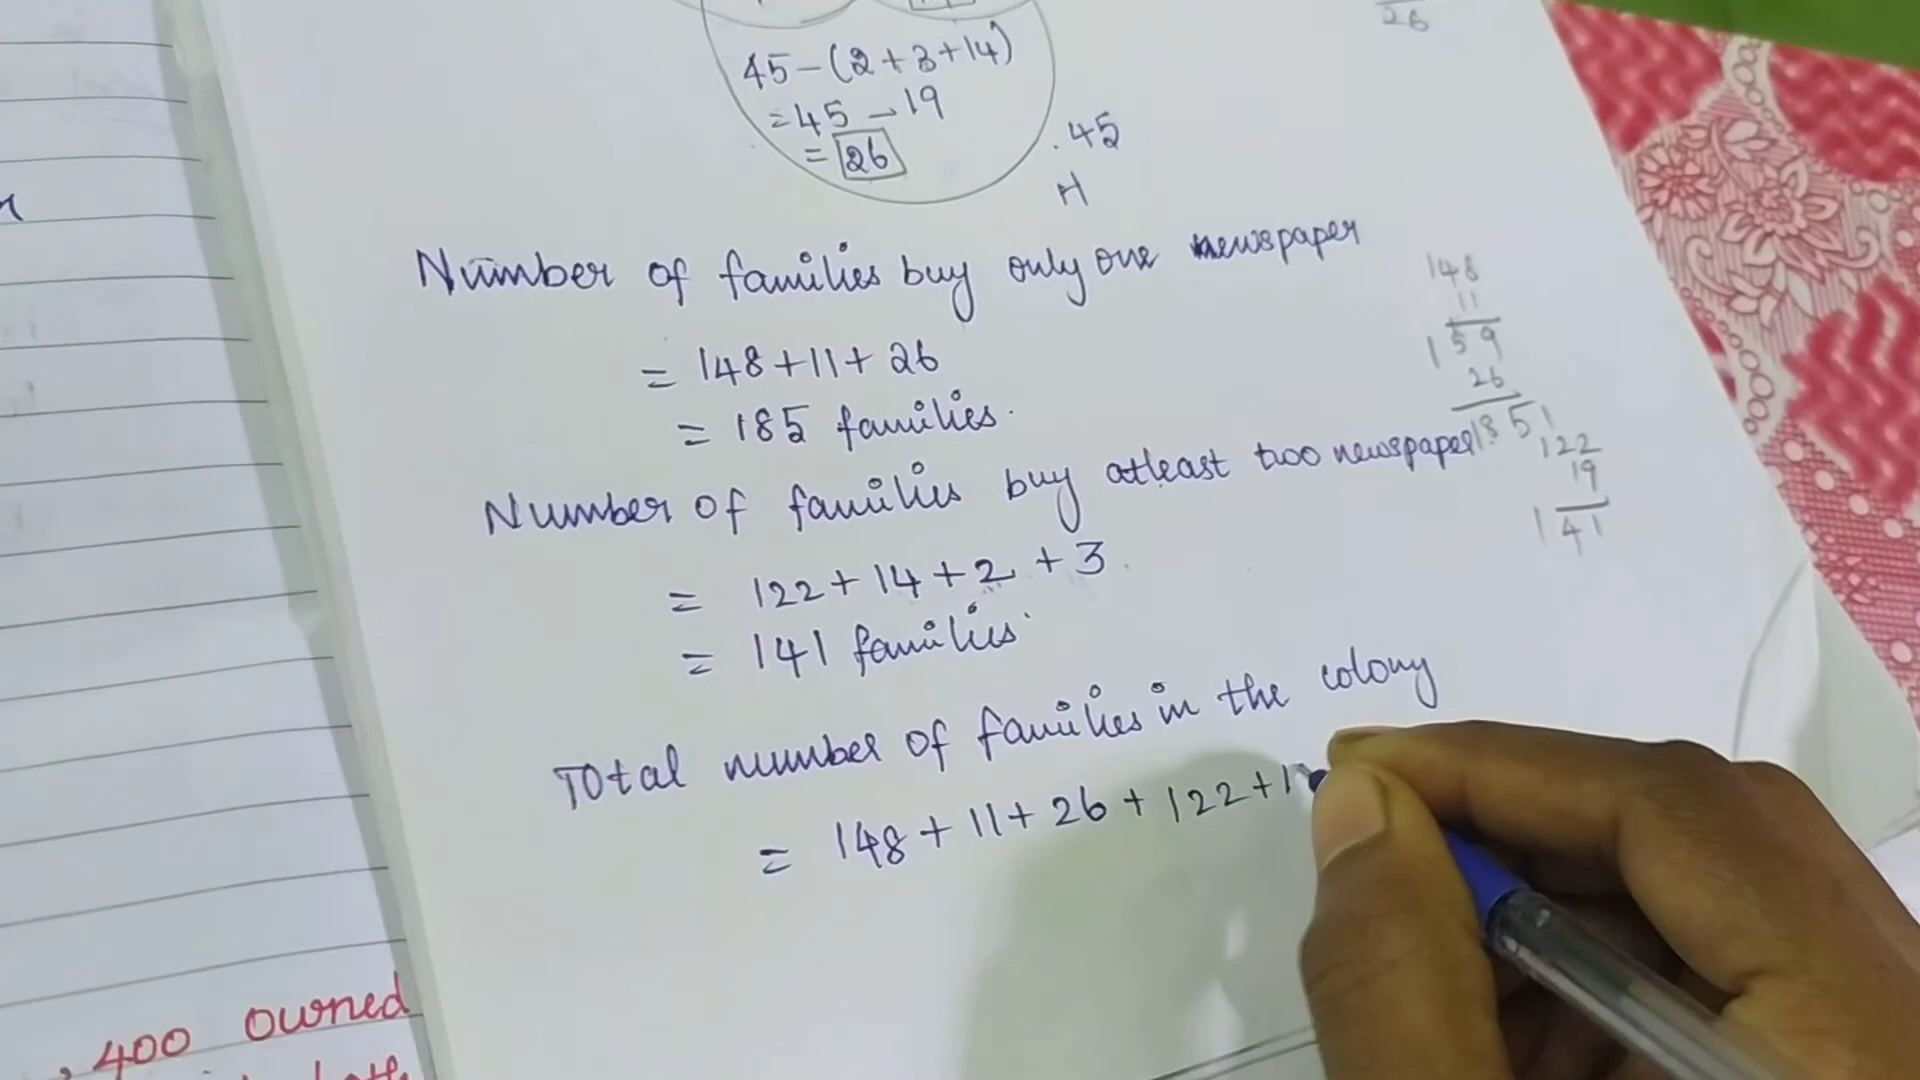 26
45-(2+3+14)
=45-19
= 26
.45
H
Number of families buy only one newspaper
= 148+11+26
= 185 families.
148
11
159
26
185
Number of families buy atleast two newspaper
= 122+14+2+3
= 141 families.
122
19
141
Total number of families in the colony
= 148+11+26+122+1
400 owned